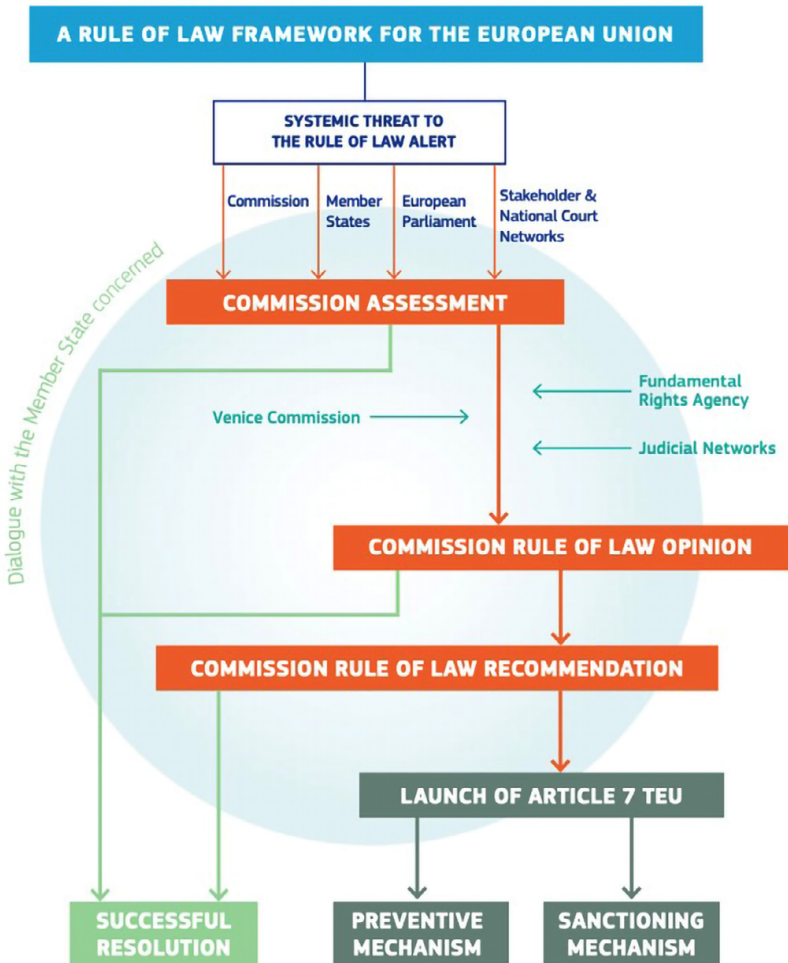 A RULE OF LAW FRAMEWORK FOR THE EUROPEAN UNION
SYSTEMIC THREAT TO
THE RULE OF LAW ALERT
Commission
Member
States
European
Parliament
Stakeholder &
National Court
Networks
Dialogue with the Member State concerned
COMMISSION ASSESSMENT
Fundamental
Rights Agency
Venice Commission
Judicial Networks
COMMISSION RULE OF LAW OPINION
COMMISSION RULE OF LAW RECOMMENDATION
LAUNCH OF ARTICLE 7 TEU
SUCCESSFUL
RESOLUTION
PREVENTIVE
MECHANISM
SANCTIONING
MECHANISM